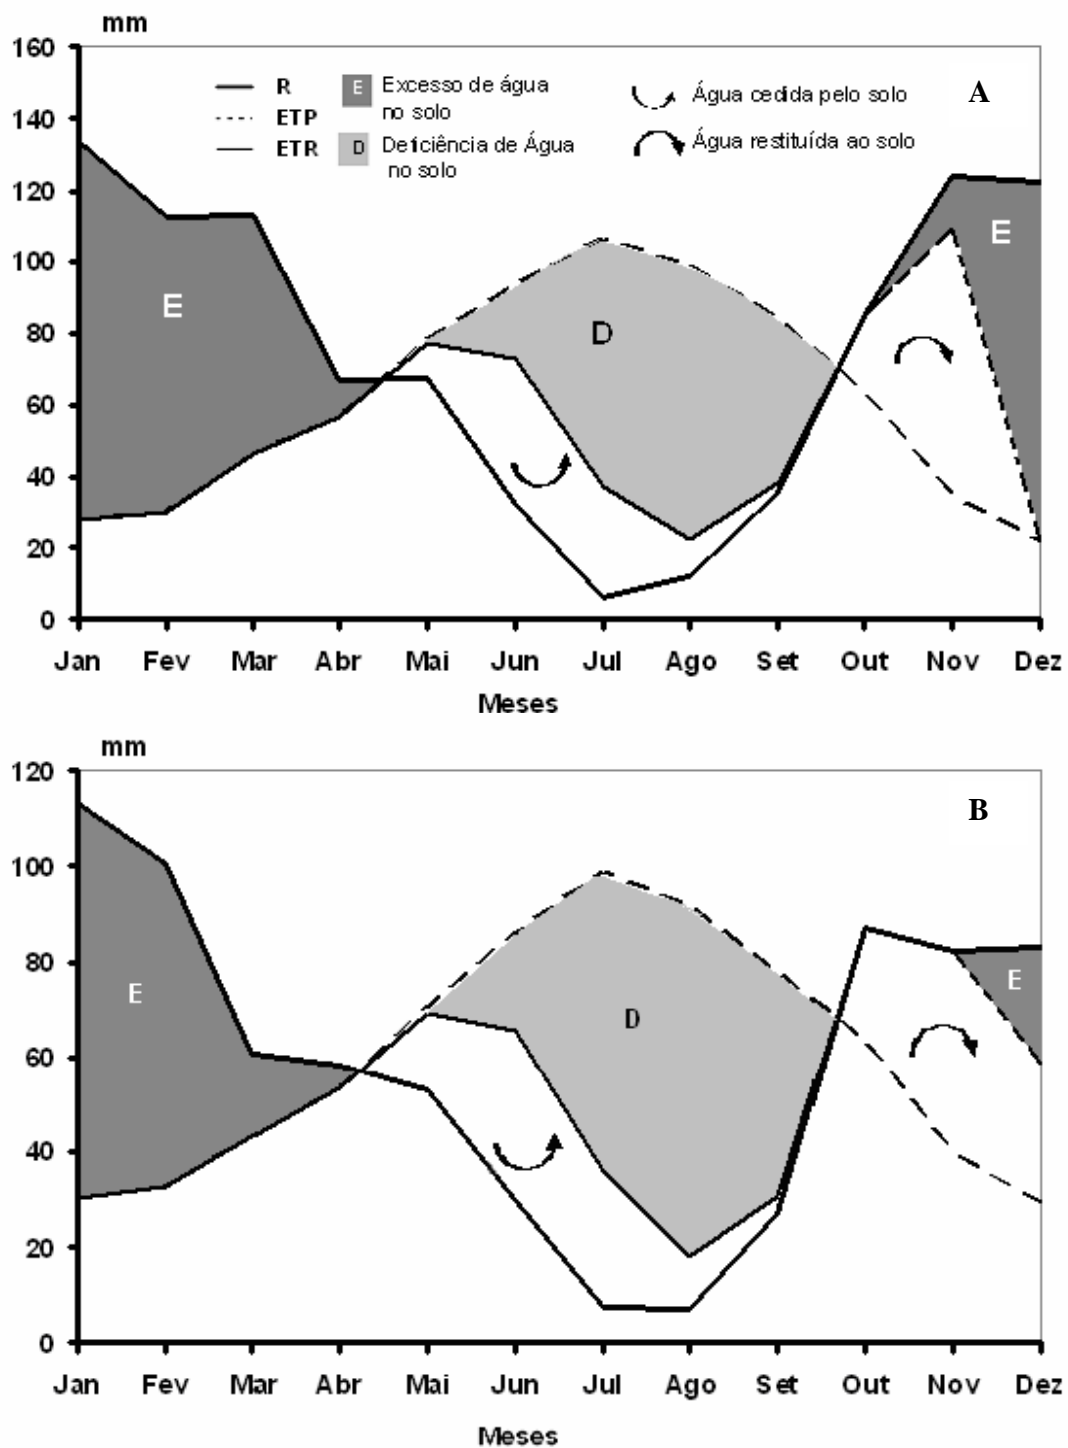 mm
160
140
120
100
80
60
40
20
0
R
ETP
ETR
E Excesso de água
no solo
D Deficiência de Água
no solo
Água cedida pelo solo
Água restituída ao solo
A
E
D
E
Jan Fev Mar Abr Mai Jun Jul Ago Set Out Nov Dez
Meses
mm
120
100
80
60
40
20
0
B
E
D
E
Jan Fev Mar Abr Mai Jun Jul Ago Set Out Nov Dez
Meses